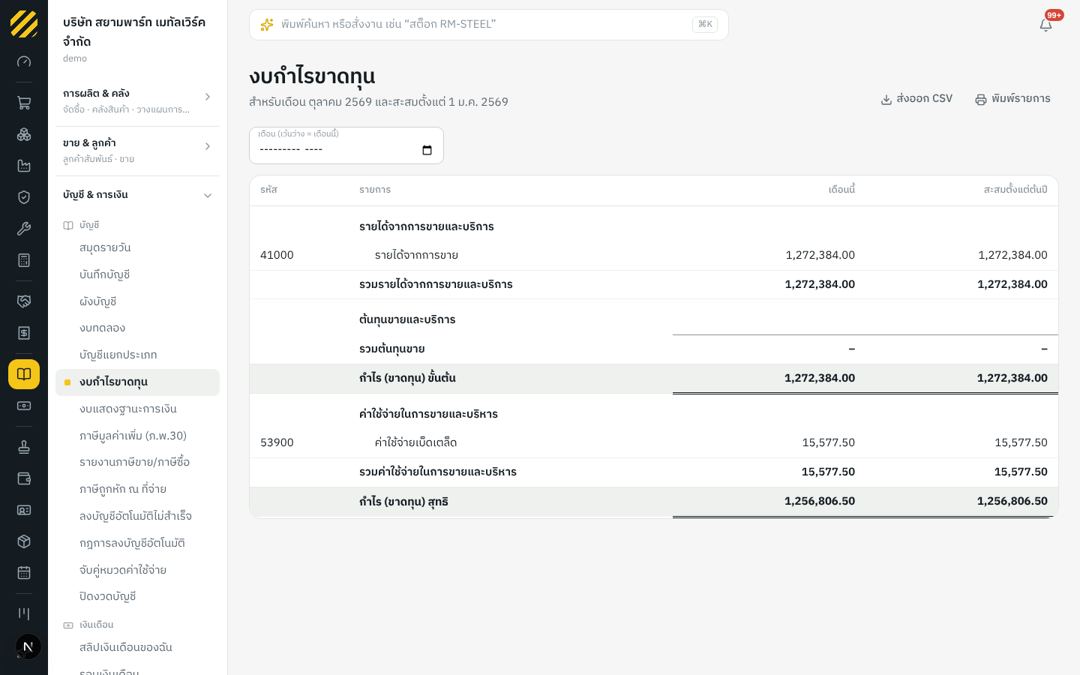 บริษัท สยามพาร์ท เมทัลเวิร์ค
จำกัด
demo
การผลิต & คลัง
จัดซื้อ · คลังสินค้า · วางแผนการ...
ขาย & ลูกค้า
ลูกค้าสัมพันธ์ · ขาย
บัญชี & การเงิน
บัญชี
สมุดรายวัน
บันทึกบัญชี
ผังบัญชี
งบทดลอง
บัญชีแยกประเภท
งบกำไรขาดทุน
งบแสดงฐานะการเงิน
ภาษีมูลค่าเพิ่ม (ภ.พ.30)
รายงานภาษีขาย/ภาษีซื้อ
ภาษีถูกหัก ณ ที่จ่าย
ลงบัญชีอัตโนมัติไม่สำเร็จ
กฎการลงบัญชีอัตโนมัติ
จับคู่หมวดค่าใช้จ่าย
ปิดงวดบัญชี
เงินเดือน
สลิปเงินเดือนของฉัน
รอบเงินเดือน
N
พิมพ์ค้นหา หรือสั่งงาน เช่น “สต็อก RM-STEEL”
⌘K
99+
งบกำไรขาดทุน
สำหรับเดือน ตุลาคม 2569 และสะสมตั้งแต่ 1 ม.ค. 2569
ส่งออก CSV
พิมพ์รายการ
เดือน (เว้นว่าง = เดือนนี้)
--------- ----
รหัส รายการ เดือนนี้ สะสมตั้งแต่ต้นปี
รายได้จากการขายและบริการ
41000 รายได้จากการขาย 1,272,384.00 1,272,384.00
รวมรายได้จากการขายและบริการ 1,272,384.00 1,272,384.00
ต้นทุนขายและบริการ
รวมต้นทุนขาย – –
กำไร (ขาดทุน) ขั้นต้น 1,272,384.00 1,272,384.00
ค่าใช้จ่ายในการขายและบริหาร
53900 ค่าใช้จ่ายเบ็ดเตล็ด 15,577.50 15,577.50
รวมค่าใช้จ่ายในการขายและบริหาร 15,577.50 15,577.50
กำไร (ขาดทุน) สุทธิ 1,256,806.50 1,256,806.50